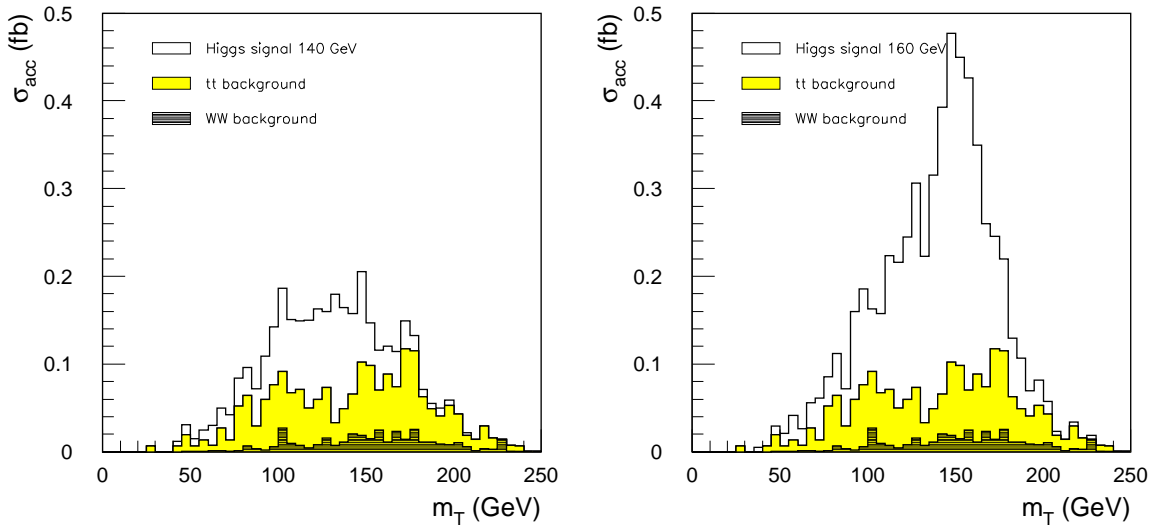 σacc (fb)
0.5
0.4
0.3
0.2
0.1
0
Higgs signal 140 GeV
tt background
WW background
0 50 100 150 200 250
mT (GeV)
σacc (fb)
0.5
0.4
0.3
0.2
0.1
0
Higgs signal 160 GeV
tt background
WW background
0 50 100 150 200 250
mT (GeV)